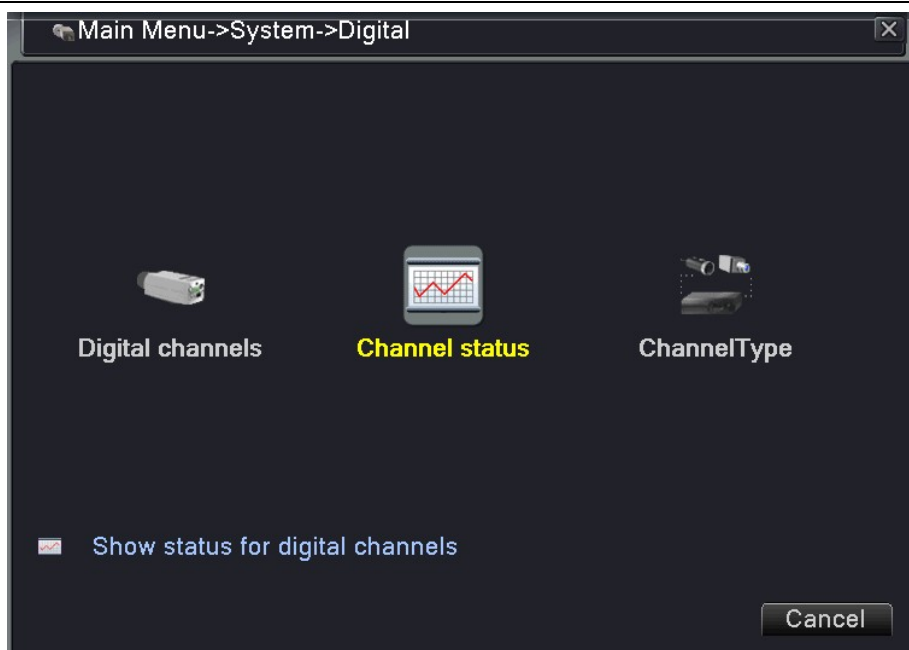 Main Menu->System->Digital
Digital channels
Channel status
ChannelType
Show status for digital channels
Cancel